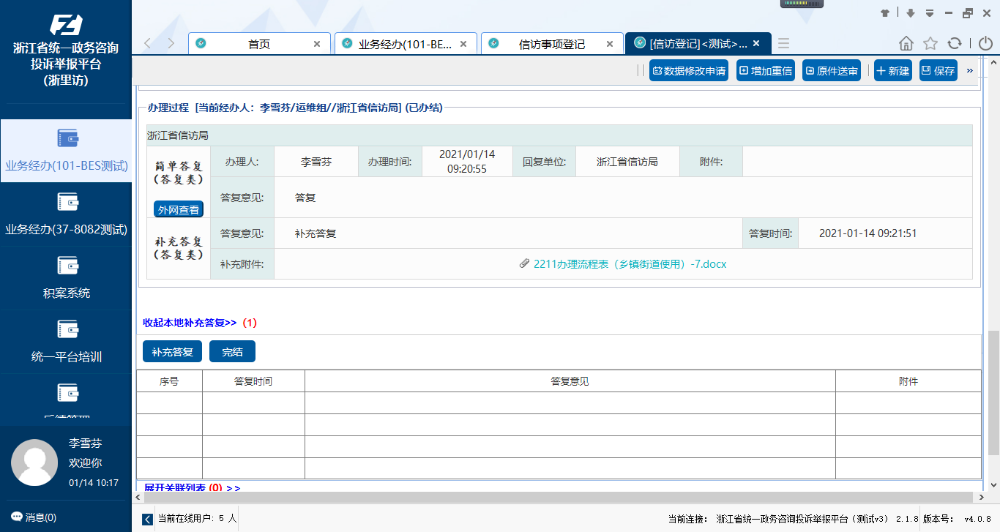 浙江省统一政务咨询
投诉举报平台
(浙里访)
首页
业务经办(101-BE...
信访事项登记
[信访登记]<测试>...
数据修改申请
增加重信
原件送审
新建
保存
»
业务经办(101-BES测试)
业务经办(37-8082测试)
积案系统
统一平台培训
李雪芬
欢迎你
01/14 10:17
消息(0)
办理过程 [当前经办人：李雪芬/运维组//浙江省信访局] (已办结)
浙江省信访局
简单答复
(答复类)
外网查看
办理人:
李雪芬
办理时间:
2021/01/14
09:20:55
回复单位:
浙江省信访局
附件:
答复意见:
答复
补充答复
(答复类)
答复意见:
补充答复
答复时间:
2021-01-14 09:21:51
补充附件:
2211办理流程表（乡镇街道使用）-7.docx
收起本地补充答复>> (1)
补充答复
完结
序号
答复时间
答复意见
附件
展开关联列表 (0) >>
当前在线用户: 5 人
当前连接: 浙江省统一政务咨询投诉举报平台（测试v3） 2.1.8
版本号: v4.0.8